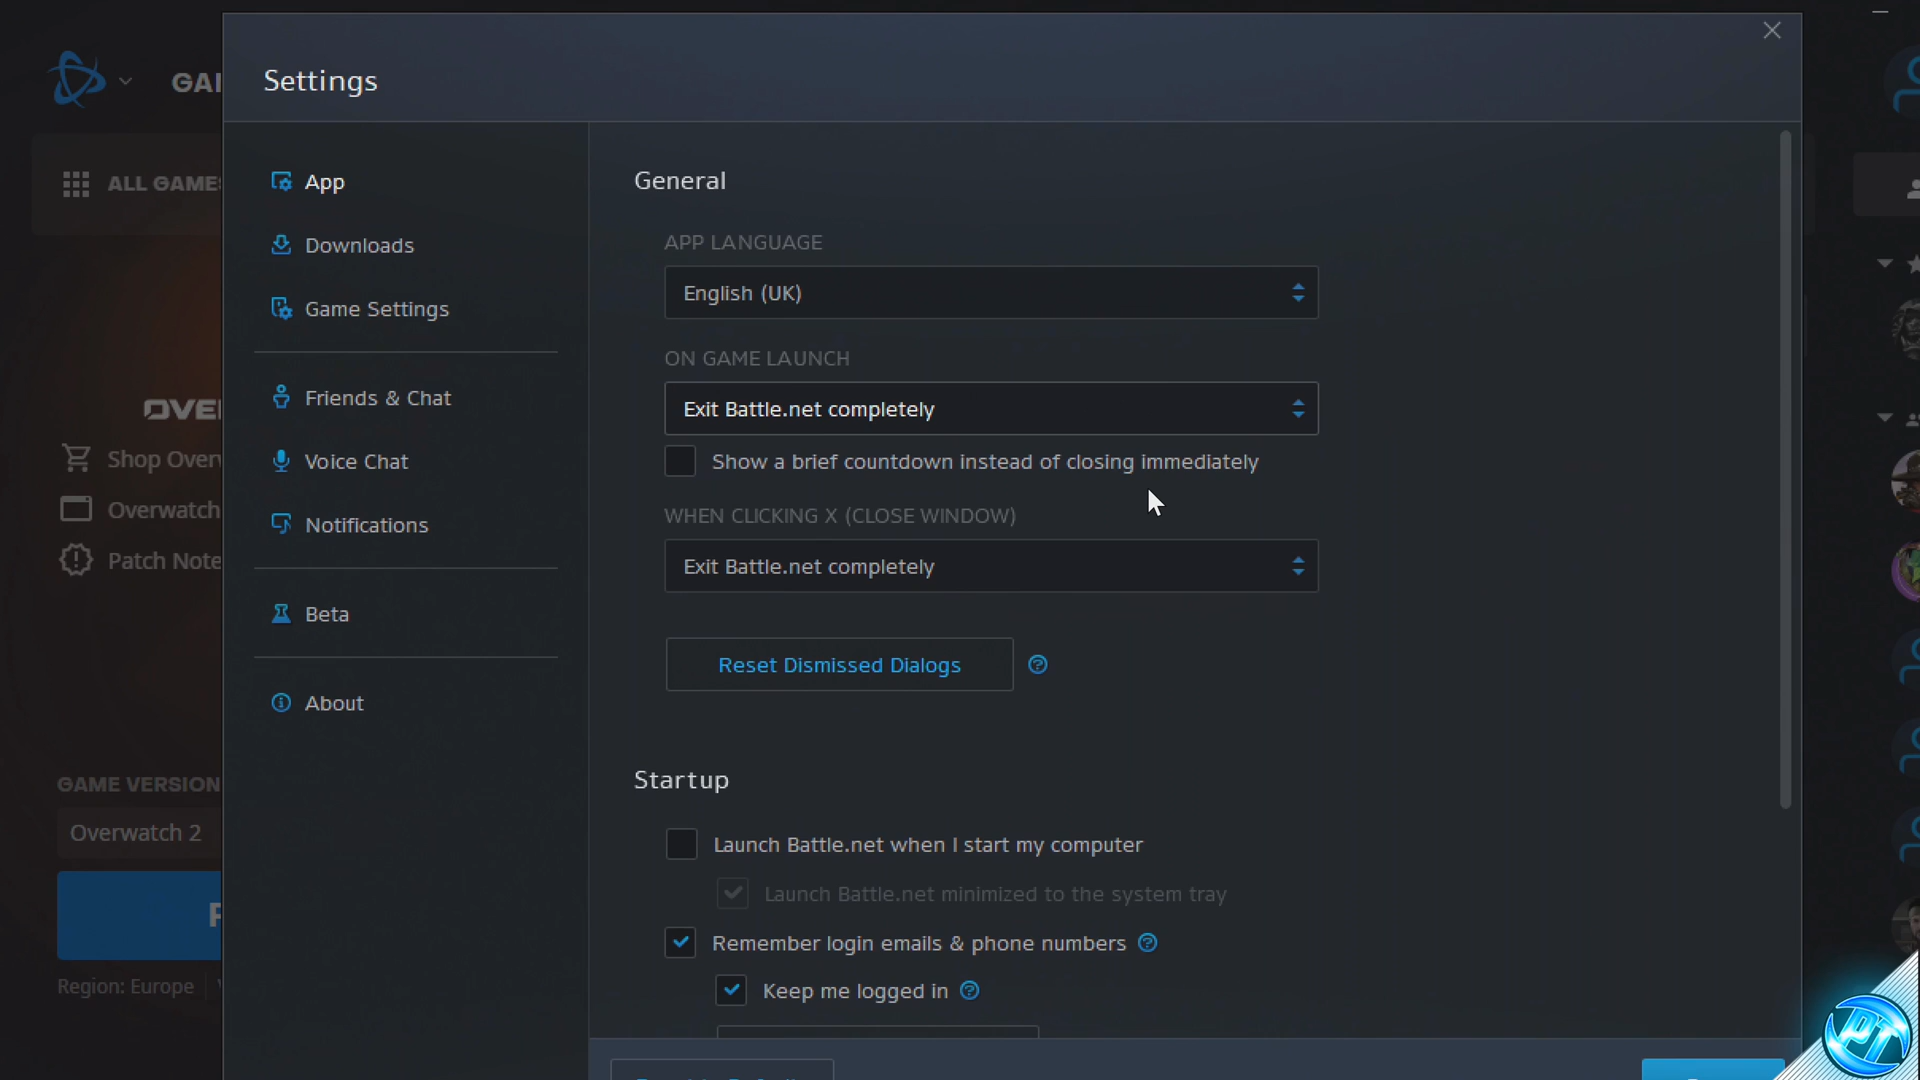 Settings
GA
ALL GAME
App
Downloads
Game Settings
Friends & Chat
Voice Chat
Notifications
Beta
About
General
APP LANGUAGE
English (UK)
ON GAME LAUNCH
Exit Battle.net completely
Show a brief countdown instead of closing immediately
WHEN CLICKING X (CLOSE WINDOW)
Exit Battle.net completely
Reset Dismissed Dialogs
Startup
Launch Battle.net when I start my computer
Launch Battle.net minimized to the system tray
Remember login emails & phone numbers
Keep me logged in
OVE
Shop Over
Overwatch
Patch Note
GAME VERSION
Overwatch 2
P
Region: Europe
PT